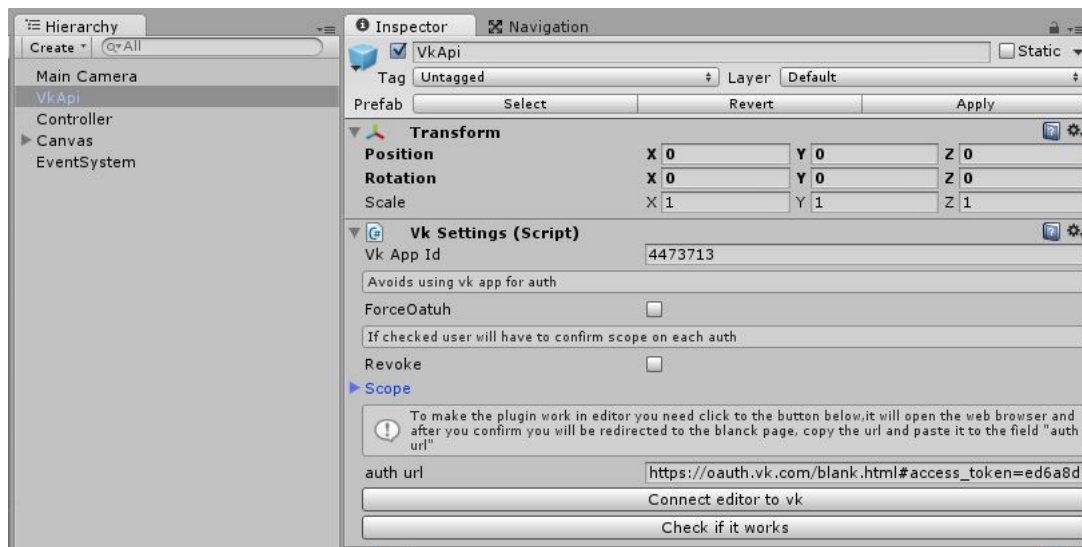 Hierarchy
Create All
Main Camera
VkApi
Controller
Canvas
EventSystem
Inspector Navigation
VkApi Static
Tag Untagged Layer Default
Prefab Select Revert Apply
Transform
Position X 0 Y 0 Z 0
Rotation X 0 Y 0 Z 0
Scale X 1 Y 1 Z 1
Vk Settings (Script)
Vk App Id 4473713
Avoids using vk app for auth
ForceOatuh
If checked user will have to confirm scope on each auth
Revoke
Scope
To make the plugin work in editor you need click to the button below,it will open the web browser and
after you confirm you will be redirected to the blanck page, copy the url and paste it to the field "auth
url"
auth url https://oauth.vk.com/blank.html#access_token=ed6a8d
Connect editor to vk
Check if it works